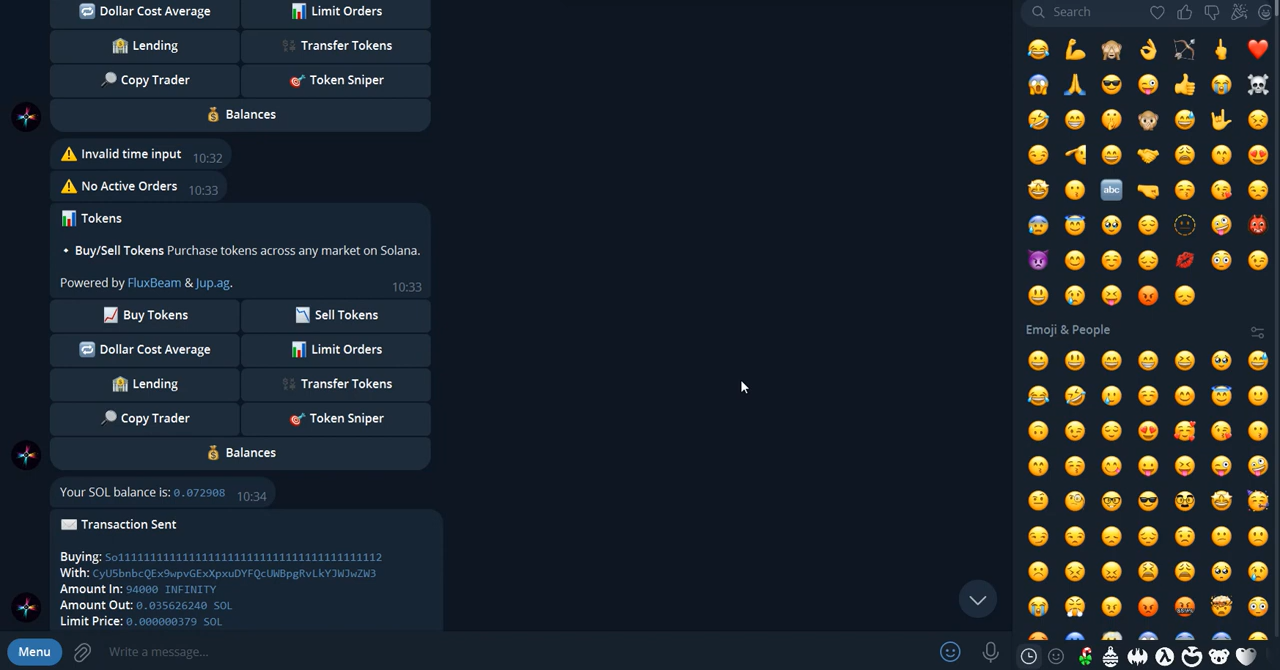 Dollar Cost Average
Limit Orders
Lending
Transfer Tokens
Copy Trader
Token Sniper
Balances
Invalid time input 10:32
No Active Orders 10:33
Tokens
• Buy/Sell Tokens Purchase tokens across any market on Solana.
Powered by FluxBeam & Jup.ag.
10:33
Buy Tokens
Sell Tokens
Dollar Cost Average
Limit Orders
Lending
Transfer Tokens
Copy Trader
Token Sniper
Balances
Your SOL balance is: 0.072908 10:34
Transaction Sent
Buying: So11111111111111111111111111111111111111112
With: CyU5bnbcQEx9wpvGExXpxuDYFQcUWBpgRvLkYJWJwZW3
Amount In: 94000 INFINITY
Amount Out: 0.035626240 SOL
Limit Price: 0.000000379 SOL
Menu
Write a message...
Search
abc
Emoji & People